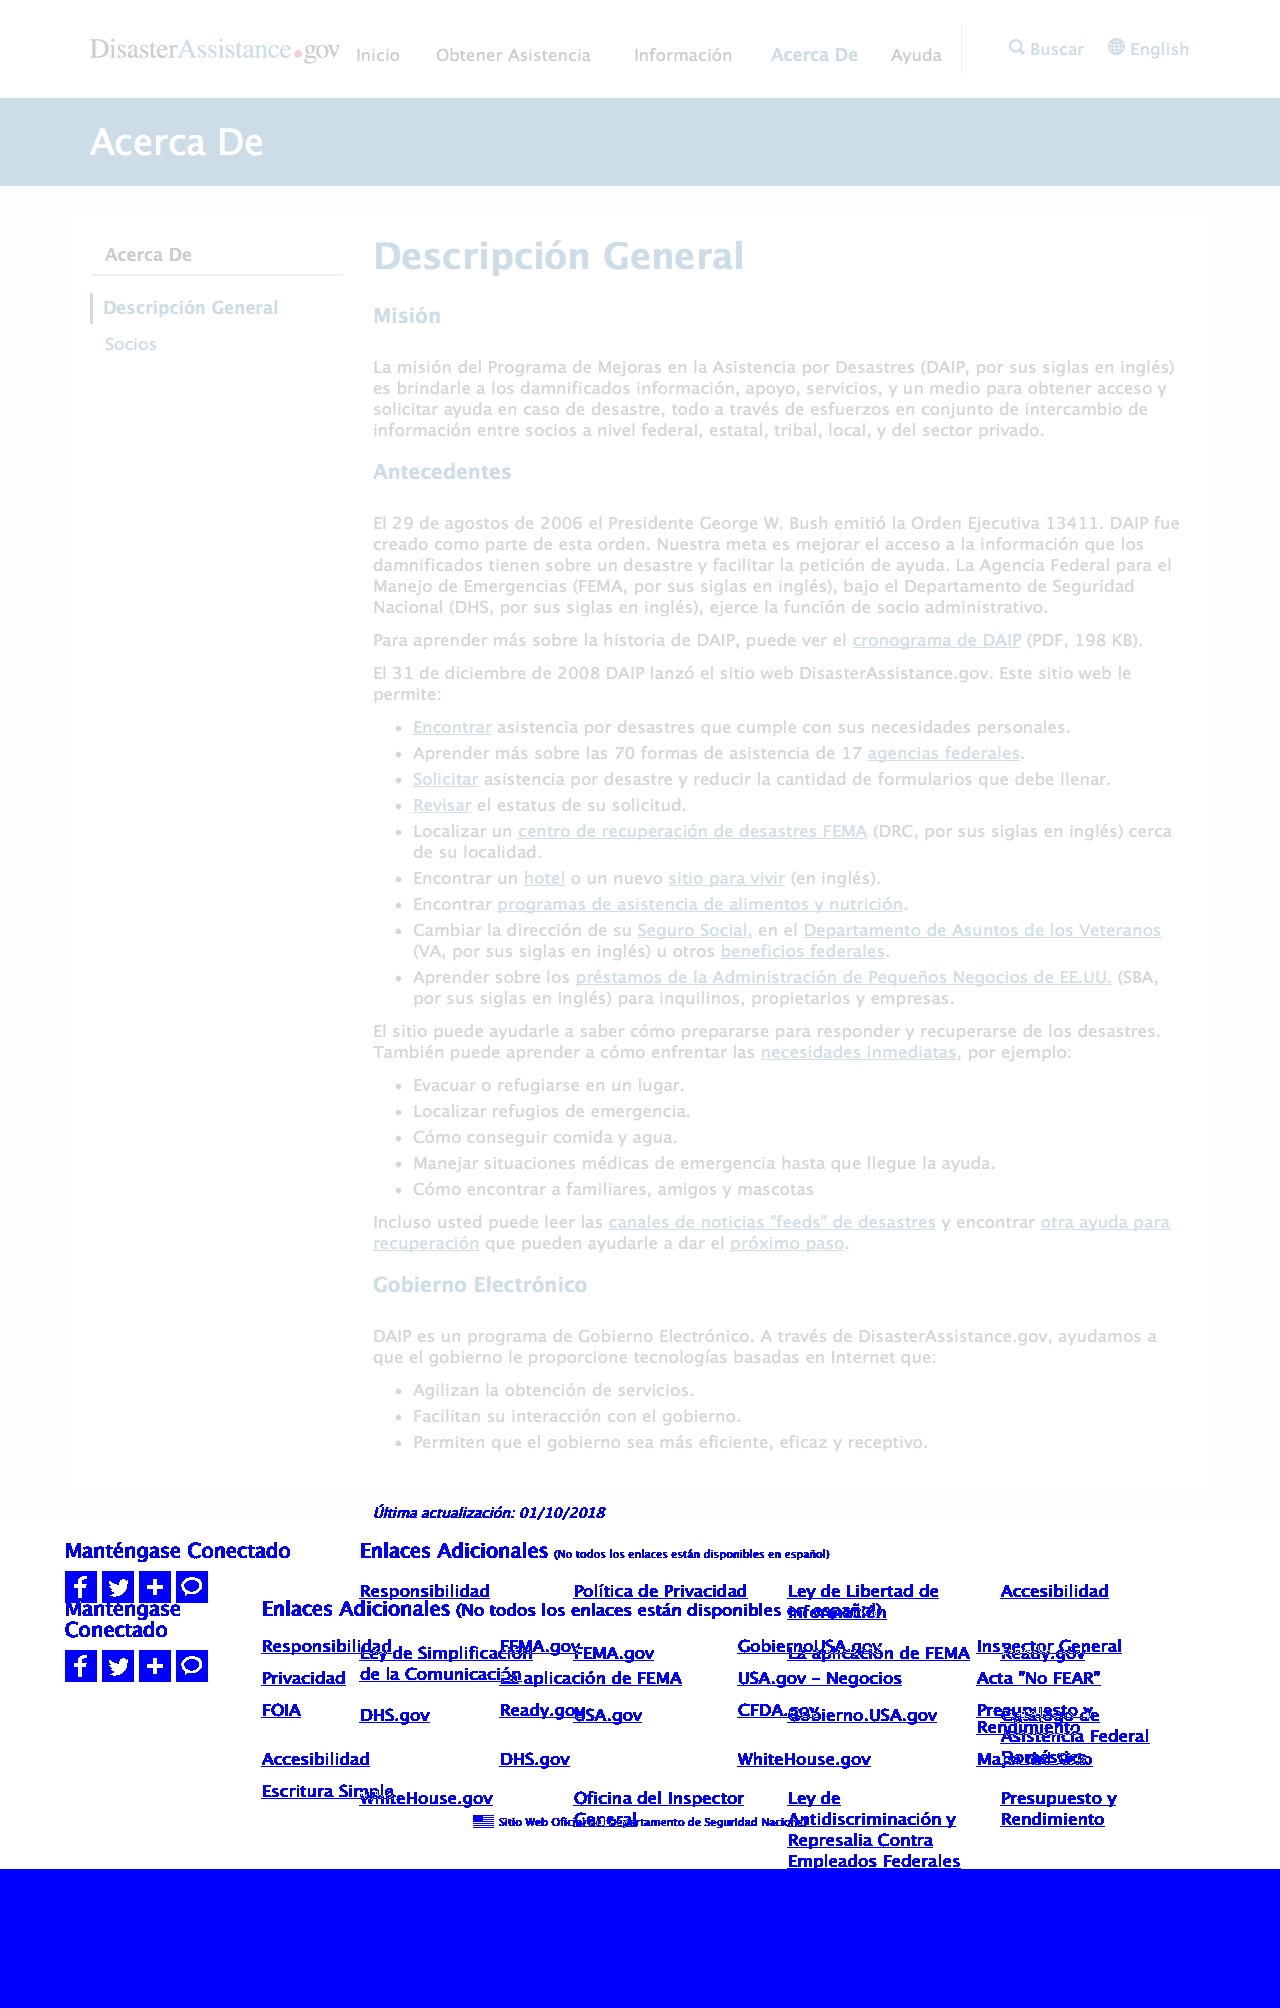 DisasterAssistance.gov Inicio Obtener Asistencia Información Acerca De Ayuda Buscar English
Acerca De
Acerca De
Descripción General
Socios
Descripción General
Misión
La misión del Programa de Mejoras en la Asistencia por Desastres (DAIP, por sus siglas en inglés)
es brindarle a los damnificados información, apoyo, servicios, y un medio para obtener acceso y
solicitar ayuda en caso de desastre, todo a través de esfuerzos en conjunto de intercambio de
información entre socios a nivel federal, estatal, tribal, local, y del sector privado.
Antecedentes
El 29 de agostos de 2006 el Presidente George W. Bush emitió la Orden Ejecutiva 13411. DAIP fue
creado como parte de esta orden. Nuestra meta es mejorar el acceso a la información que los
damnificados tienen sobre un desastre y facilitar la petición de ayuda. La Agencia Federal para el
Manejo de Emergencias (FEMA, por sus siglas en inglés), bajo el Departamento de Seguridad
Nacional (DHS, por sus siglas en inglés), ejerce la función de socio administrativo.
Para aprender más sobre la historia de DAIP, puede ver el cronograma de DAIP (PDF, 198 KB).
El 31 de diciembre de 2008 DAIP lanzó el sitio web DisasterAssistance.gov. Este sitio web le
permite:
• Encontrar asistencia por desastres que cumple con sus necesidades personales.
• Aprender más sobre las 70 formas de asistencia de 17 agencias federales.
• Solicitar asistencia por desastre y reducir la cantidad de formularios que debe llenar.
• Revisar el estatus de su solicitud.
• Localizar un centro de recuperación de desastres FEMA (DRC, por sus siglas en inglés) cerca
de su localidad.
• Encontrar un hotel o un nuevo sitio para vivir (en inglés).
• Encontrar programas de asistencia de alimentos y nutrición.
• Cambiar la dirección de su Seguro Social, en el Departamento de Asuntos de los Veteranos
(VA, por sus siglas en inglés) u otros beneficios federales.
• Aprender sobre los préstamos de la Administración de Pequeños Negocios de EE.UU. (SBA,
por sus siglas en inglés) para inquilinos, propietarios y empresas.
El sitio puede ayudarle a saber cómo prepararse para responder y recuperarse de los desastres.
También puede aprender a cómo enfrentar las necesidades inmediatas, por ejemplo:
• Evacuar o refugiarse en un lugar.
• Localizar refugios de emergencia.
• Cómo conseguir comida y agua.
• Manejar situaciones médicas de emergencia hasta que llegue la ayuda.
• Cómo encontrar a familiares, amigos y mascotas
Incluso usted puede leer las canales de noticias "feeds" de desastres y encontrar otra ayuda para
recuperación que pueden ayudarle a dar el próximo paso.
Gobierno Electrónico
DAIP es un programa de Gobierno Electrónico. A través de DisasterAssistance.gov, ayudamos a
que el gobierno le proporcione tecnologías basadas en Internet que:
• Agilizan la obtención de servicios.
• Facilitan su interacción con el gobierno.
• Permiten que el gobierno sea más eficiente, eficaz y receptivo.
Última actualización: 01/10/2018
Manténgase Conectado
Enlaces Adicionales (No todos los enlaces están disponibles en español)
Responsibilidad Política de Privacidad Ley de Libertad de Accesibilidad
Información
Manténgase
Conectado
Enlaces Adicionales (No todos los enlaces están disponibles en español)
Responsibilidad FEMA.gov GobiernoUSA.gov Inspector General
Ley de Simplificación FEMA.gov La aplicación de FEMA Ready.gov
de la Comunicación
Privacidad La aplicación de FEMA USA.gov – Negocios Acta "No FEAR"
FOIA Ready.gov CFDA.gov Presupuesto y
Rendimiento
DHS.gov USA.gov Gobierno.USA.gov Catálogo de
Asistencia Federal
Accesibilidad DHS.gov WhiteHouse.gov
Escritura Simple
WhiteHouse.gov Oficina del Inspector Ley de Presupuesto y
General Antidiscriminación y Rendimiento
Represalia Contra
Empleados Federales
Sitio Web Oficial del Departamento de Seguridad Nacional